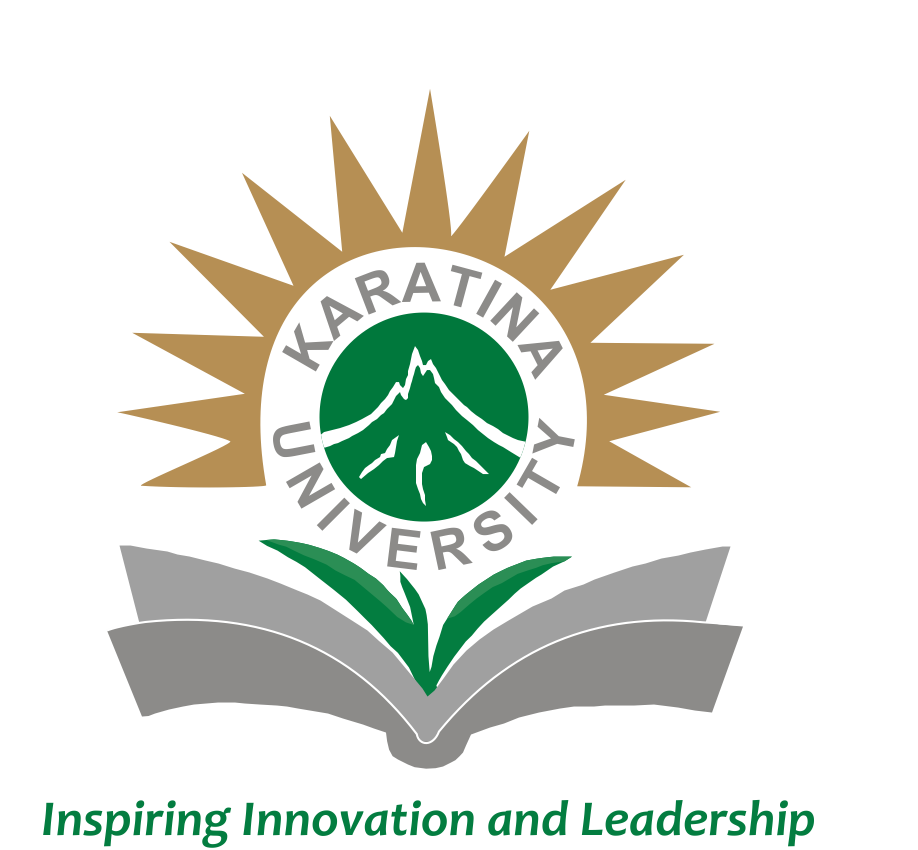 KARATINA
UNIVERSITY
Inspiring Innovation and Leadership